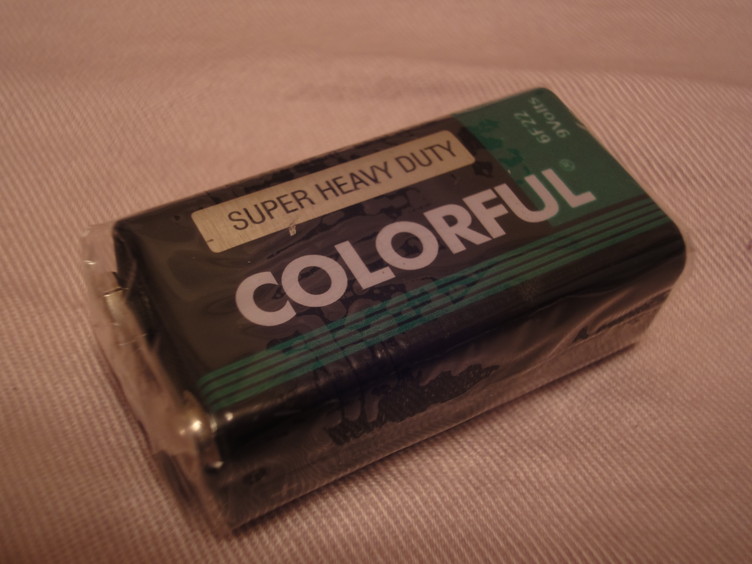 6F22
9Volts
SUPER HEAVY DUTY
COLORFUL®